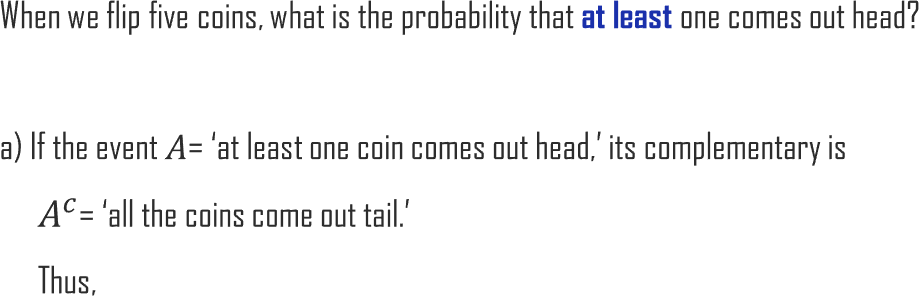 When we flip five coins, what is the probability that at least one comes out head?
a) If the event A= ‘at least one coin comes out head,’ its complementary is
Aᶜ= ‘all the coins come out tail.’
Thus,